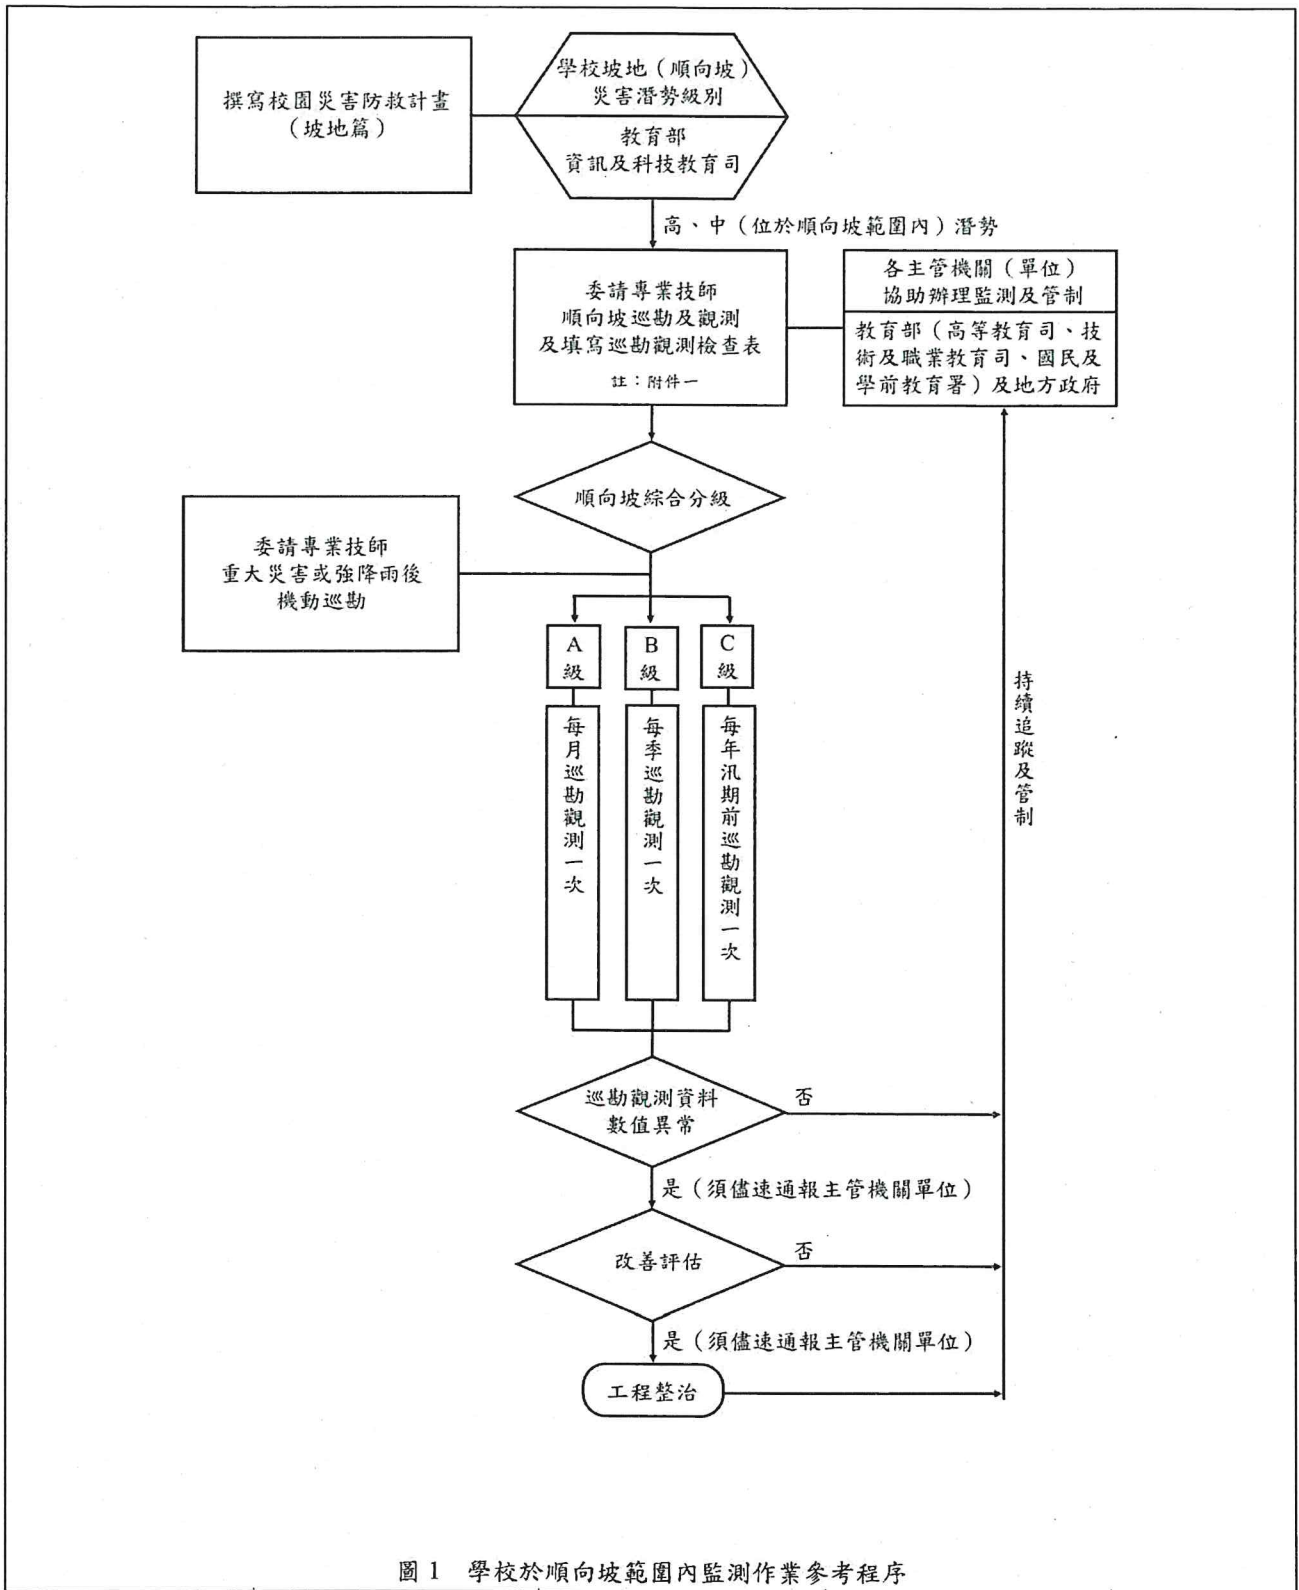 撰寫校園災害防救計畫
（坡地篇）
學校坡地（順向坡）
災害潛勢級別
教育部
資訊及科技教育司
高、中（位於順向坡範圍內）潛勢
委請專業技師
順向坡巡勘及觀測
及填寫巡勘觀測檢查表
註：附件一
各主管機關（單位）
協助辦理監測及管制
教育部（高等教育司、技
術及職業教育司、國民及
學前教育署）及地方政府
順向坡綜合分級
委請專業技師
重大災害或強降雨後
機動巡勘
A
級
B
級
C
級
每月巡勘觀測一次
每季巡勘觀測一次
每年汛期前巡勘觀測一次
持續追蹤及管制
巡勘觀測資料
數值異常
否
是（須儘速通報主管機關單位）
改善評估
否
是（須儘速通報主管機關單位）
工程整治
圖 1　學校於順向坡範圍內監測作業參考程序